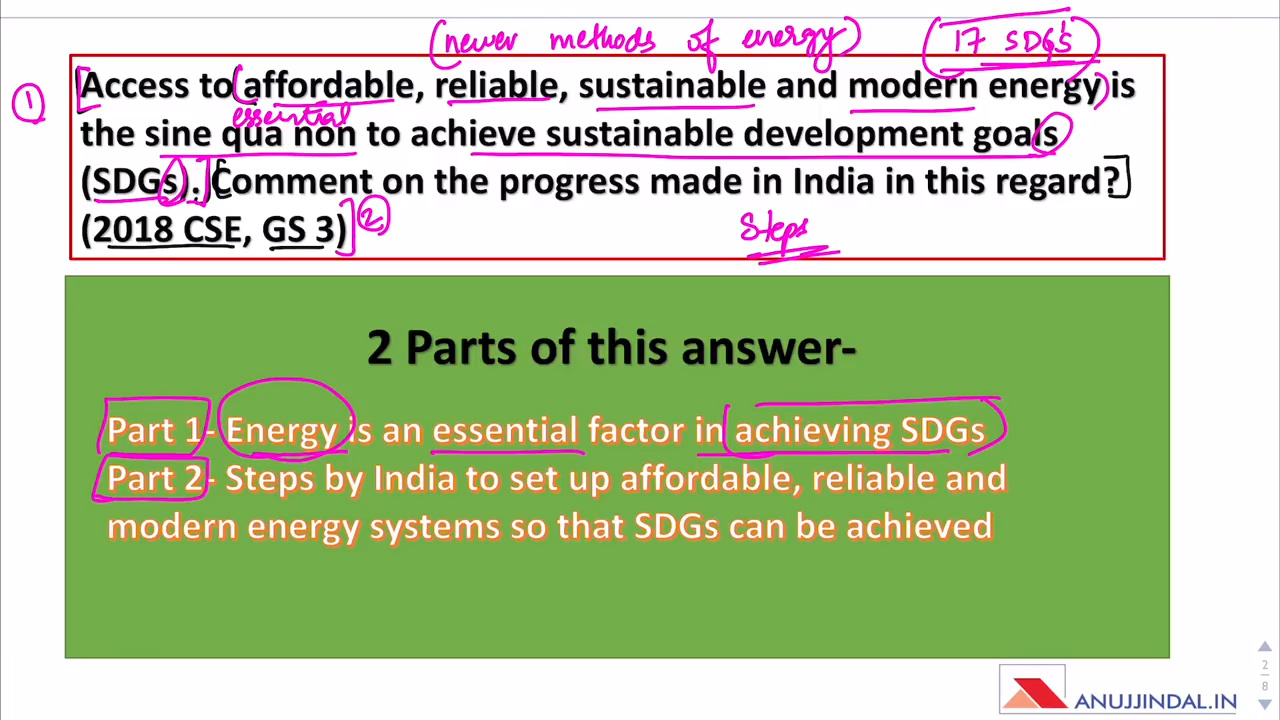 (newer methods of energy) (17 SDGS)
1 Access to (affordable, reliable, sustainable and modern energy) is
essential
the sine qua non to achieve sustainable development goals
(SDGs).] [Comment on the progress made in India in this regard?]
(2018 CSE, GS 3)] 2 Steps
2 Parts of this answer-
Part 1- Energy is an essential factor in achieving SDGs
Part 2- Steps by India to set up affordable, reliable and
modern energy systems so that SDGs can be achieved
2
8
ANUJJINDAL.IN